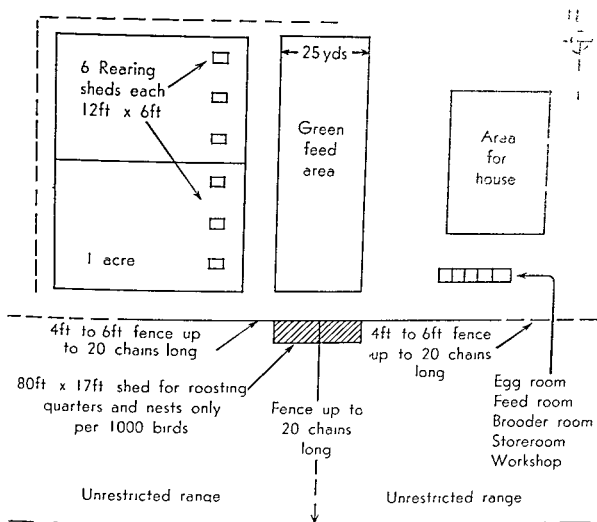 6 Rearing
sheds each
12ft x 6ft
25 yds
Green
feed
area
Area
for
house
1 acre
4ft to 6ft fence up
to 20 chains long
4ft to 6ft fence
up to 20 chains
long
80ft x 17ft shed for roosting
quarters and nests only
per 1000 birds
Fence up to
20 chains
long
Egg room
Feed room
Brooder room
Storeroom
Workshop
Unrestricted range
Unrestricted range